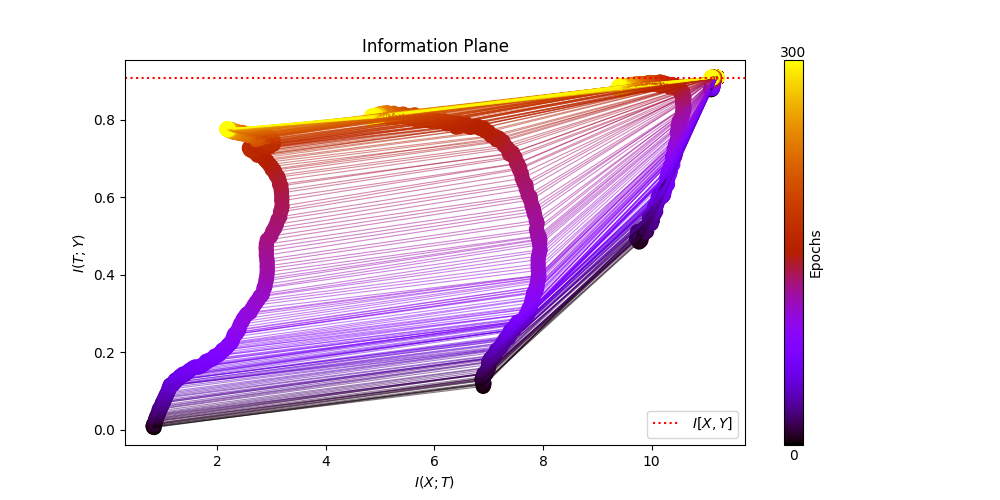 Information Plane
300
0.8
0.6
0.4
0.2
0.0
I(T; Y)
2
4
6
8
10
I(X; T)
I[X, Y]
Epochs
0